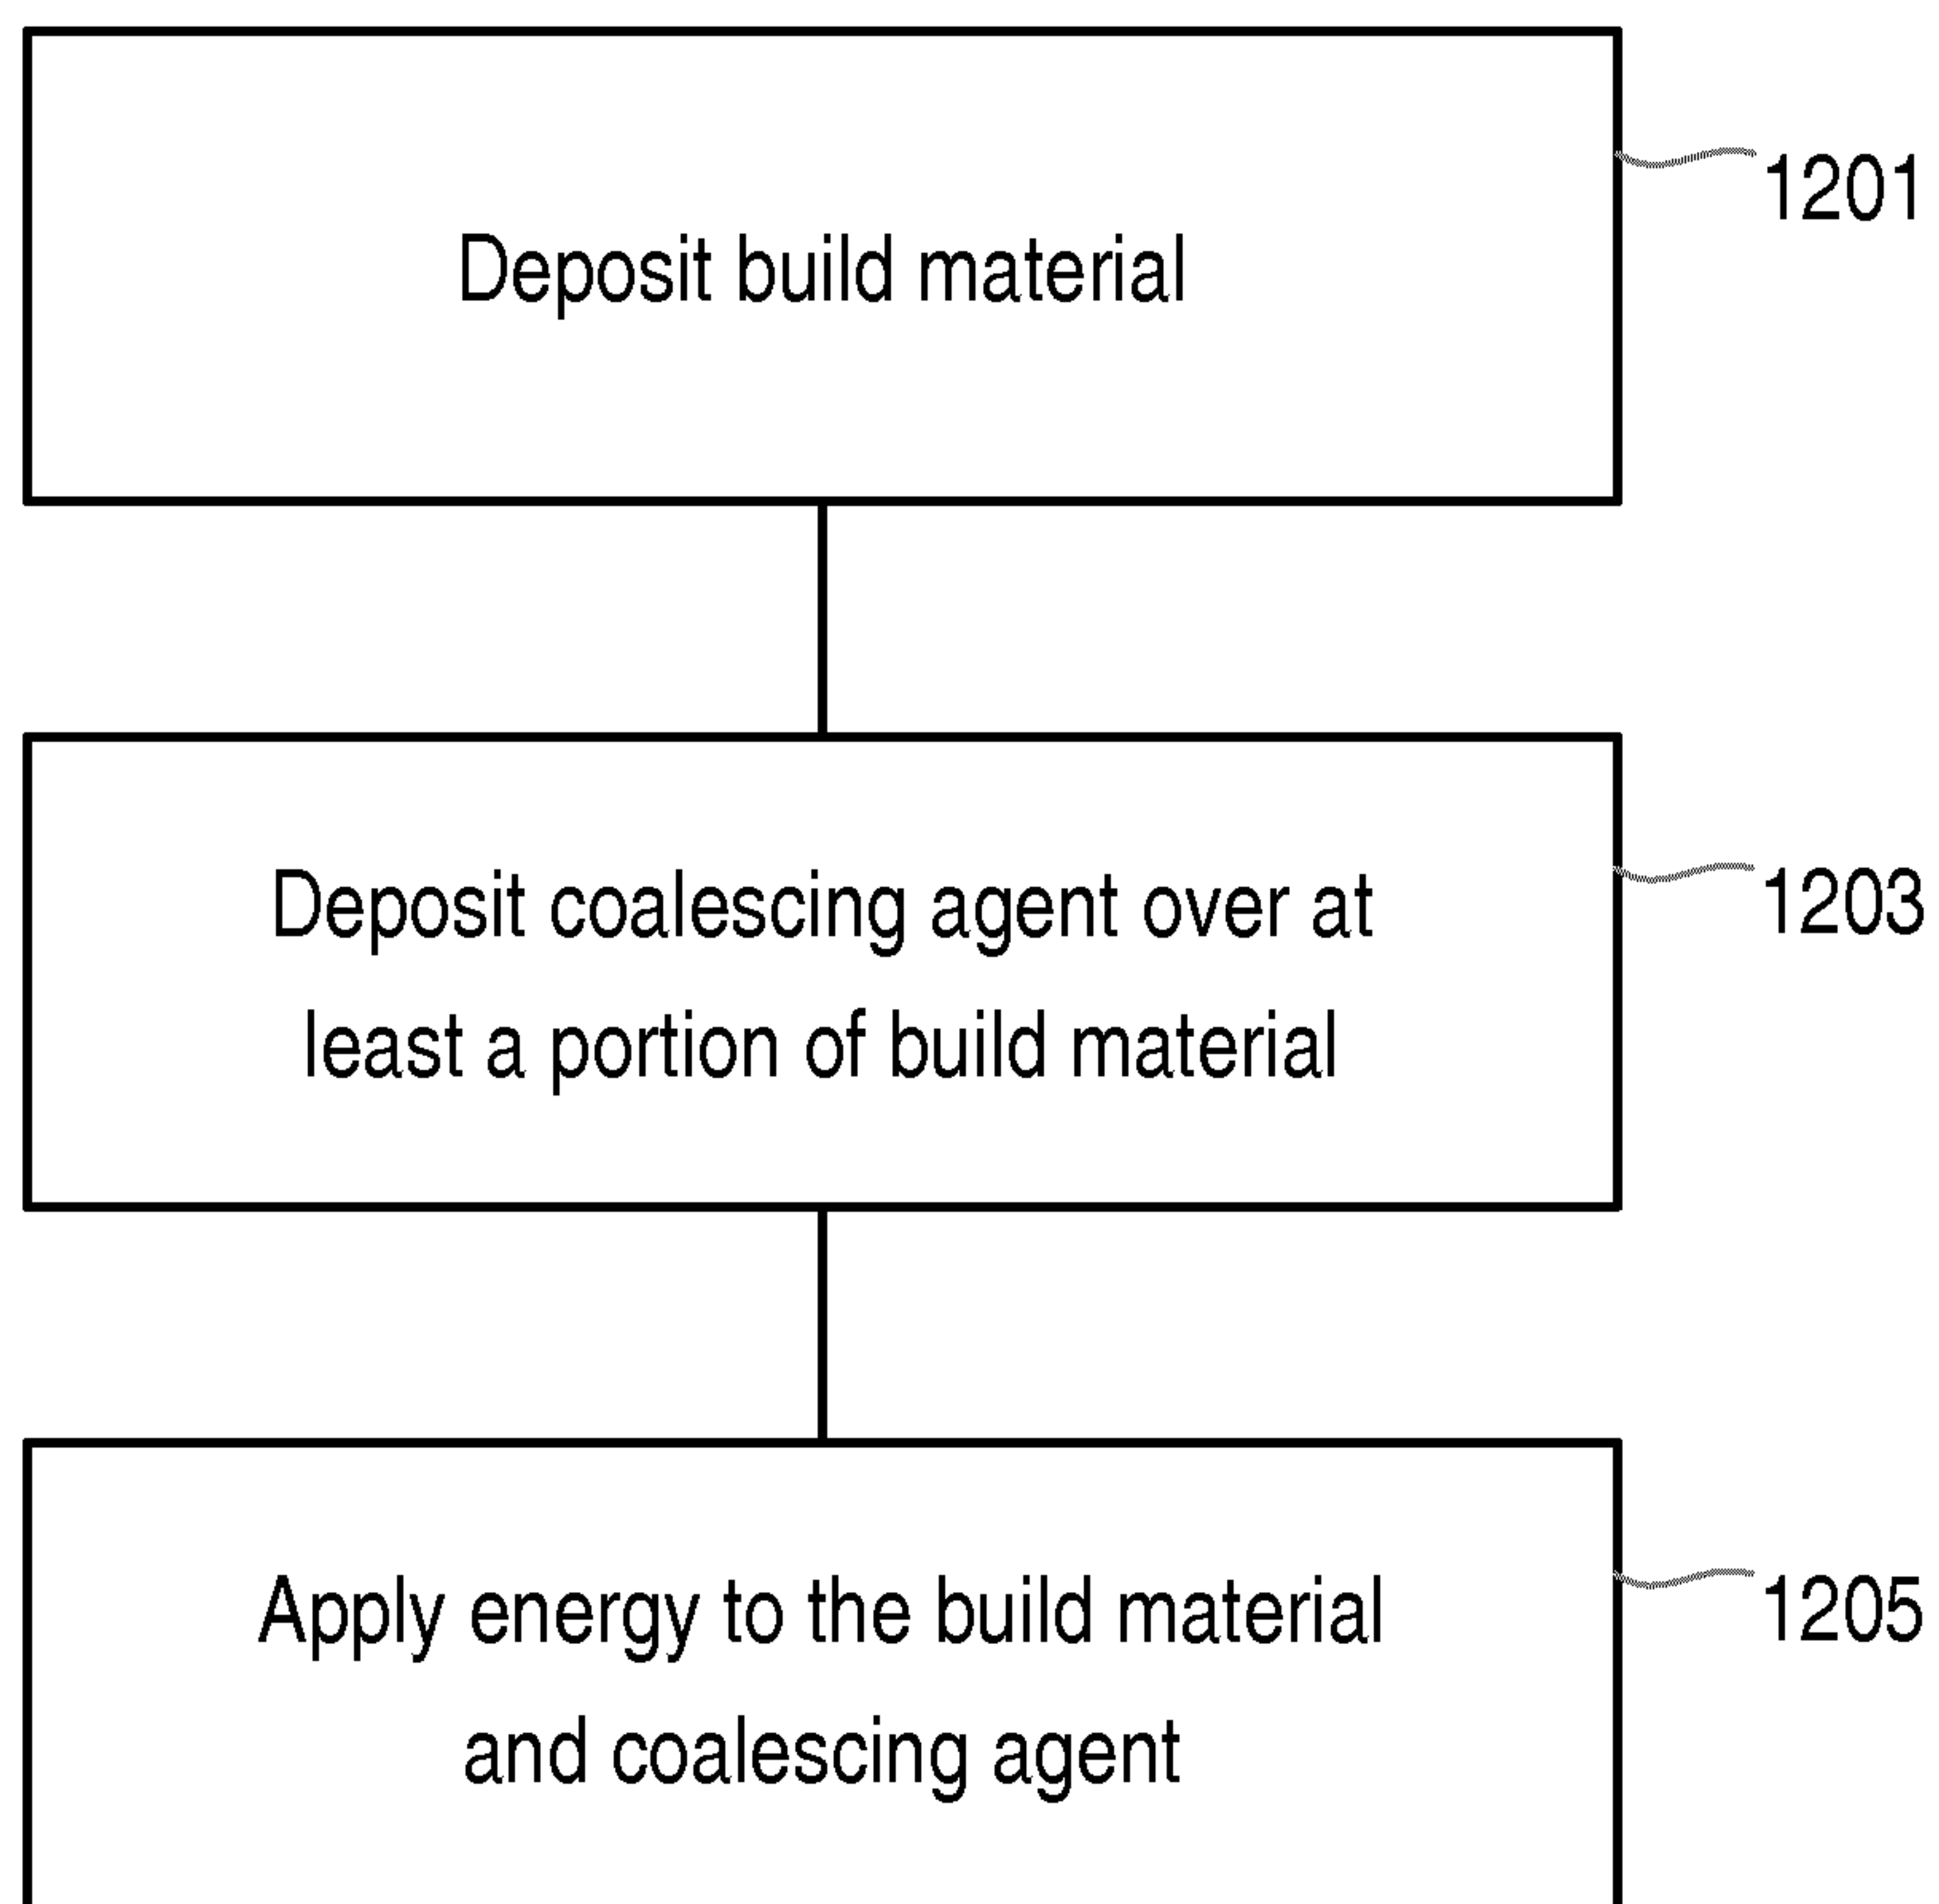 Deposit build material
1201
Deposit coalescing agent over at
least a portion of build material
1203
Apply energy to the build material
and coalescing agent
1205